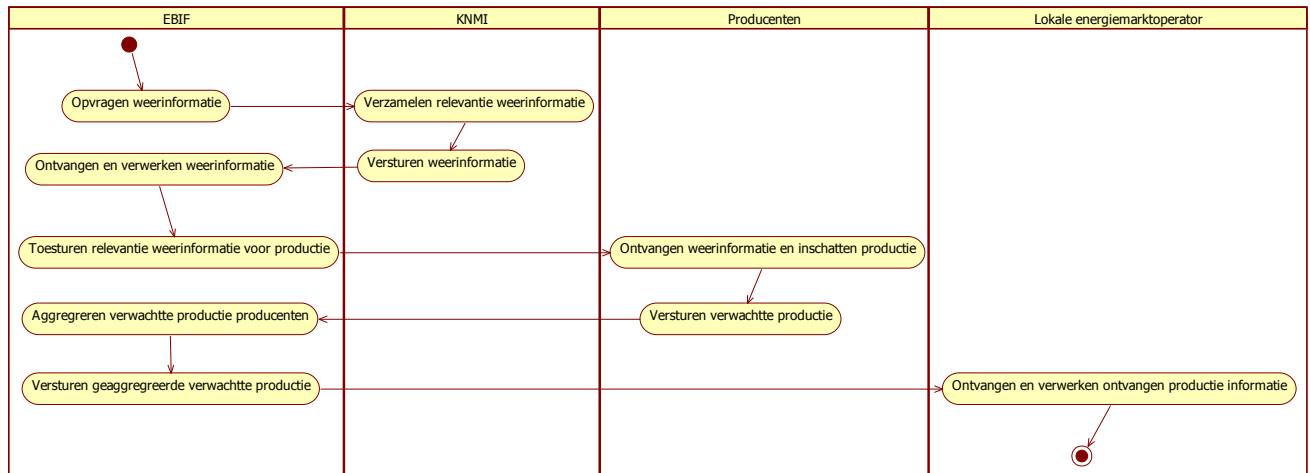 EBIF
KNMI
Producenten
Lokale energiemarktoperator
Opvragen weerinformatie
Verzamelen relevantie weerinformatie
Ontvangen en verwerken weerinformatie
Versturen weerinformatie
Toesturen relevantie weerinformatie voor productie
Ontvangen weerinformatie en inschatten productie
Aggregreren verwachtte productie producenten
Versturen verwachtte productie
Versturen geaggregreerde verwachtte productie
Ontvangen en verwerken ontvangen productie informatie